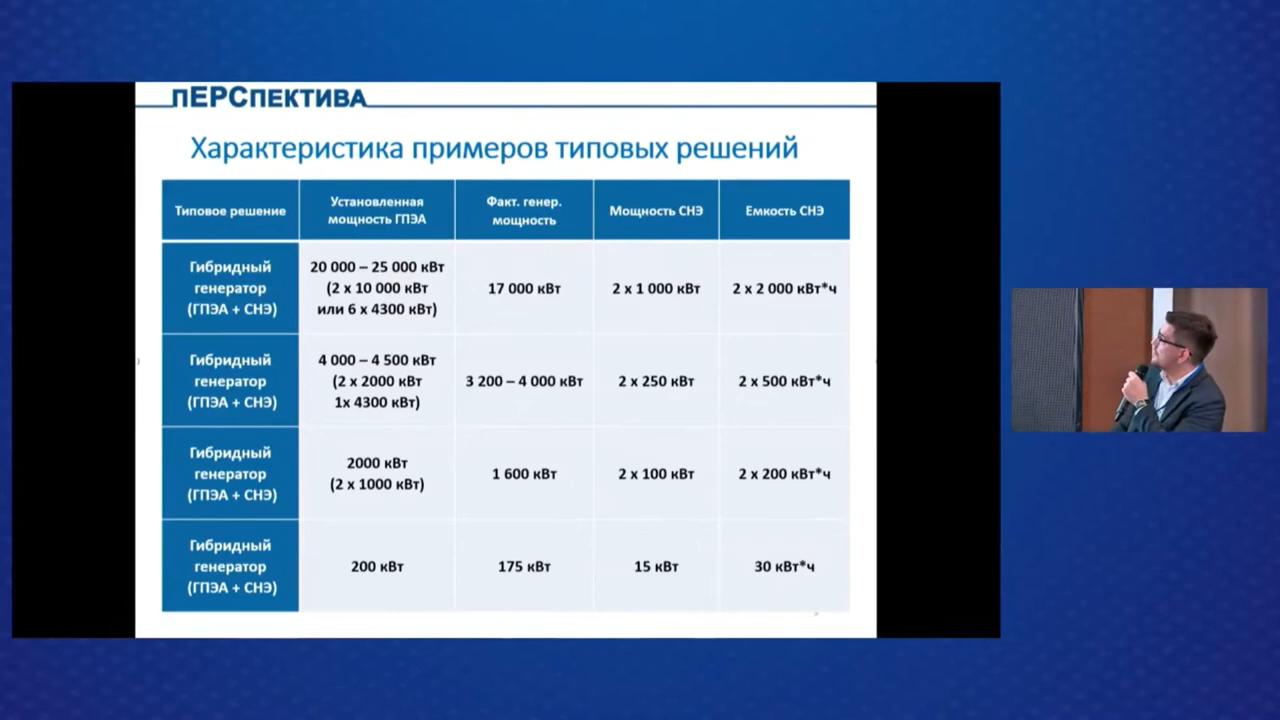 ПЕРСПЕКТИВА
Характеристика примеров типовых решений
Типовое решение
Установленная
мощность ГПЭА
Факт. генер.
мощность
Мощность СНЭ
Емкость СНЭ
Гибридный
генератор
(ГПЭА + СНЭ)
20 000 – 25 000 кВт
(2 x 10 000 кВт
или 6 x 4300 кВт)
17 000 кВт
2 x 1 000 кВт
2 x 2 000 кВт*ч
Гибридный
генератор
(ГПЭА + СНЭ)
4 000 – 4 500 кВт
(2 x 2000 кВт
1x 4300 кВт)
3 200 – 4 000 кВт
2 x 250 кВт
2 x 500 кВт*ч
Гибридный
генератор
(ГПЭА + СНЭ)
2000 кВт
(2 x 1000 кВт)
1 600 кВт
2 x 100 кВт
2 x 200 кВт*ч
Гибридный
генератор
(ГПЭА + СНЭ)
200 кВт
175 кВт
15 кВт
30 кВт*ч